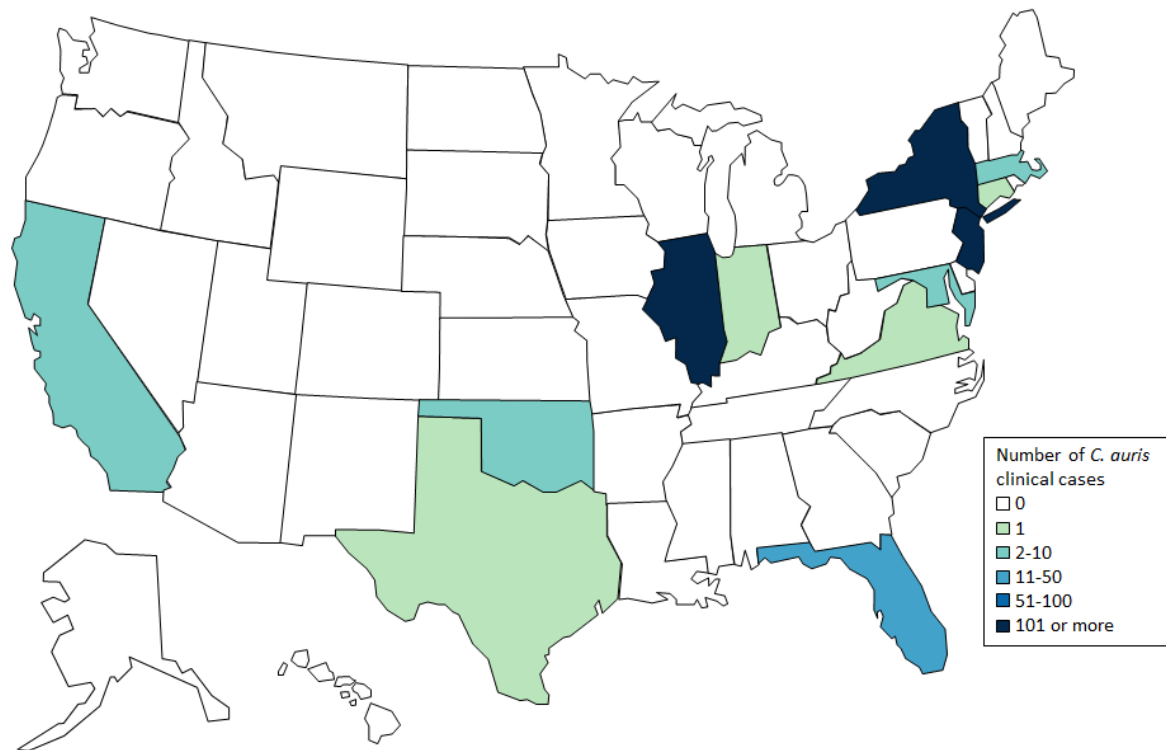 Number of C. auris
clinical cases
0
1
2-10
11-50
51-100
101 or more